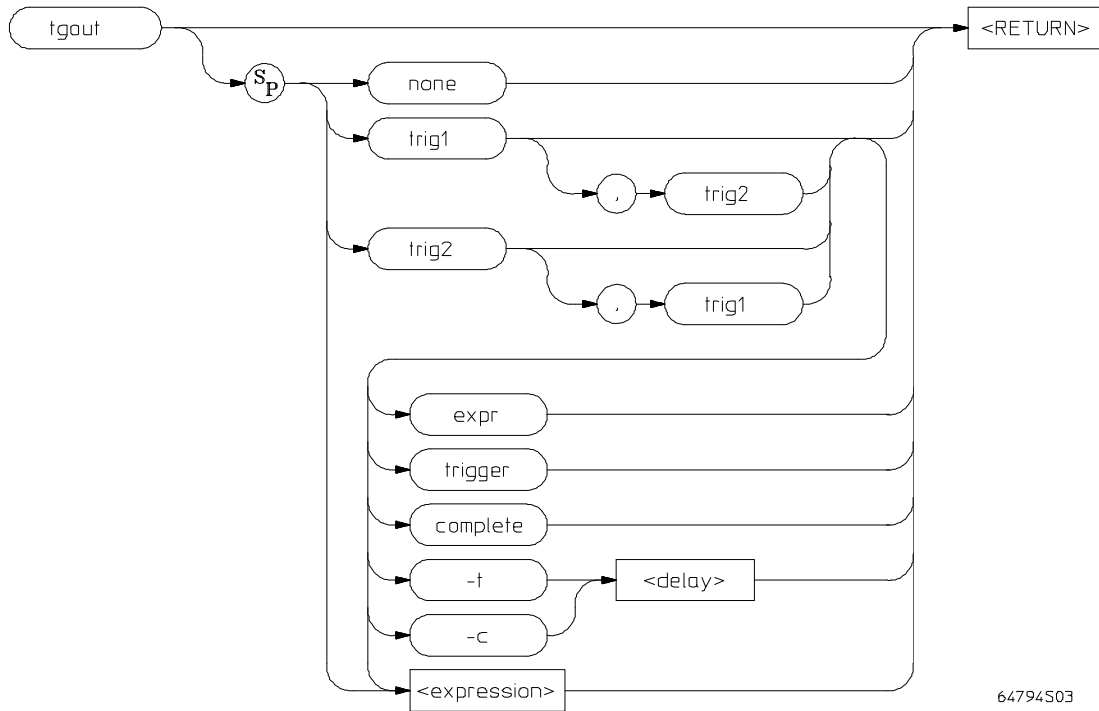 tgout
<RETURN>
SP
none
trig1
, trig2
trig2
, trig1
expr
trigger
complete
-t
<delay>
-c
<expression>
64794S03